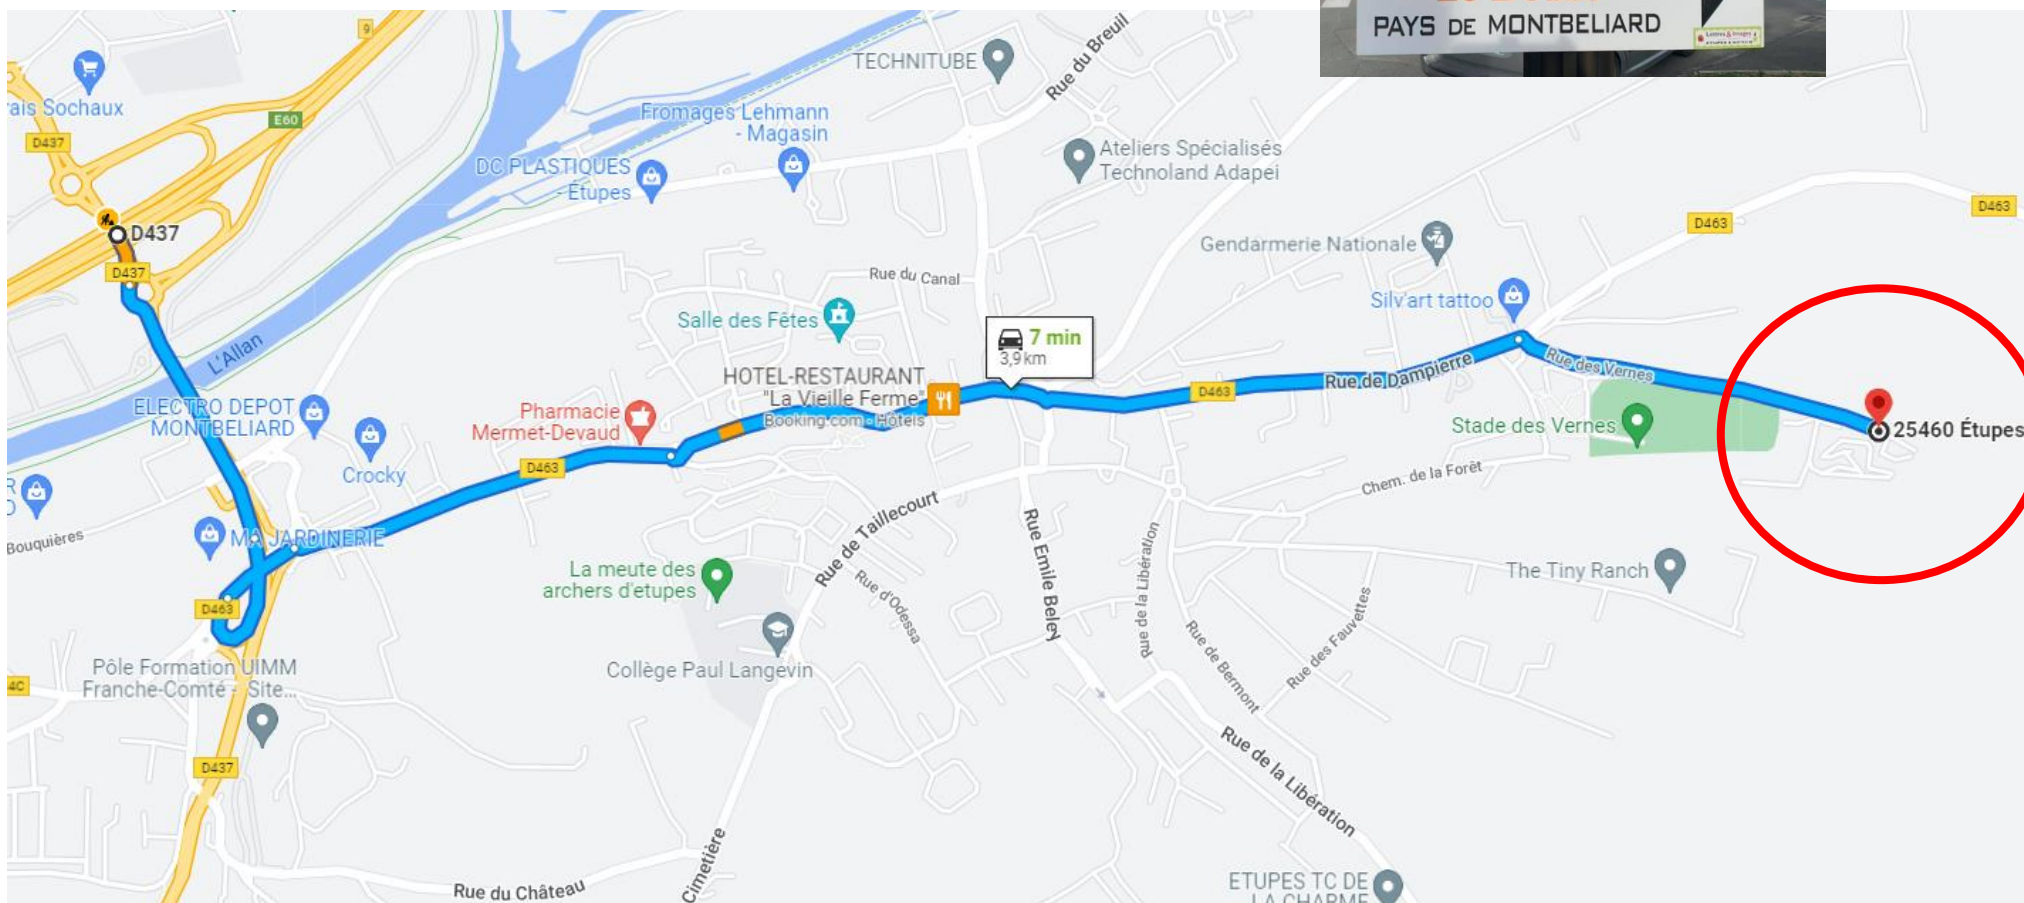 PAYS DE MONTBELIARD
9
TECHNITUBE
Rue du Breuil
rais Sochaux
E60
D437
Fromages Lehmann
- Magasin
DC PLASTIQUES
- Étupes
Ateliers Spécialisés
Technoland Adapei
D463
D463
D437
D437
Gendarmerie Nationale
Rue du Canal
Silv'art tattoo
Salle des Fêtes
L'Allan
7 min
3,9 km
HOTEL-RESTAURANT
"La Vieille Ferme"
Booking.com · Hôtels
Rue de Dampierre
Rue des Vernes
D463
ELECTRO DEPOT
MONTBELIARD
Pharmacie
Mermet-Devaud
Stade des Vernes
25460 Étupes
Crocky
D463
Chem. de la Forêt
Bouquières
MA JARDINERIE
Rue de Taillecourt
Rue Emile Beley
Rue de la Libération
La meute des
archers d'etupes
Rue d'Odessa
The Tiny Ranch
D463
Rue des Fauvettes
Rue de Bermont
Pôle Formation UIMM
Franche-Comté - Site...
4C
Collège Paul Langevin
D437
Rue de la Libération
Cimetière
Rue du Château
ETUPES TC DE
LA CHARME